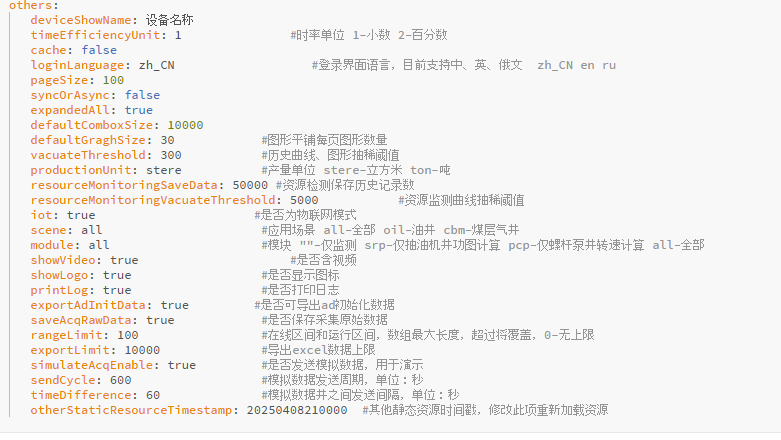 others:
deviceShowName: 设备名称
timeEfficiencyUnit: 1 #时率单位 1-小数 2-百分数
cache: false
loginLanguage: zh_CN #登录界面语言，目前支持中、英、俄文 zh_CN en ru
pageSize: 100
syncOrAsync: false
expandedAll: true
defaultComboxSize: 10000
defaultGraghSize: 30 #图形平铺每页图形数量
vacuateThreshold: 300 #历史曲线、图形抽稀阈值
productionUnit: stere #产量单位 stere-立方米 ton-吨
resourceMonitoringSaveData: 50000 #资源检测保存历史记录数
resourceMonitoringVacuateThreshold: 5000 #资源监测曲线抽稀阈值
iot: true #是否为物联网模式
scene: all #应用场景 all-全部 oil-油井 cbm-煤层气井
module: all #模块 ""-仅监测 srp-仅抽油机井功图计算 pcp-仅螺杆泵井转速计算 all-全部
showVideo: true #是否含视频
showLogo: true #是否显示图标
printLog: true #是否打印日志
exportAdInitData: true #是否可导出ad初始化数据
saveAcqRawData: true #是否保存采集原始数据
rangeLimit: 100 #在线区间和运行区间，数组最大长度，超过将覆盖，0-无上限
exportLimit: 10000 #导出excel数据上限
simulateAcqEnable: true #是否发送模拟数据，用于演示
sendCycle: 600 #模拟数据发送周期，单位：秒
timeDifference: 60 #模拟数据井之间发送间隔，单位：秒
otherStaticResourceTimestamp: 20250408210000 #其他静态资源时间戳，修改此项重新加载资源